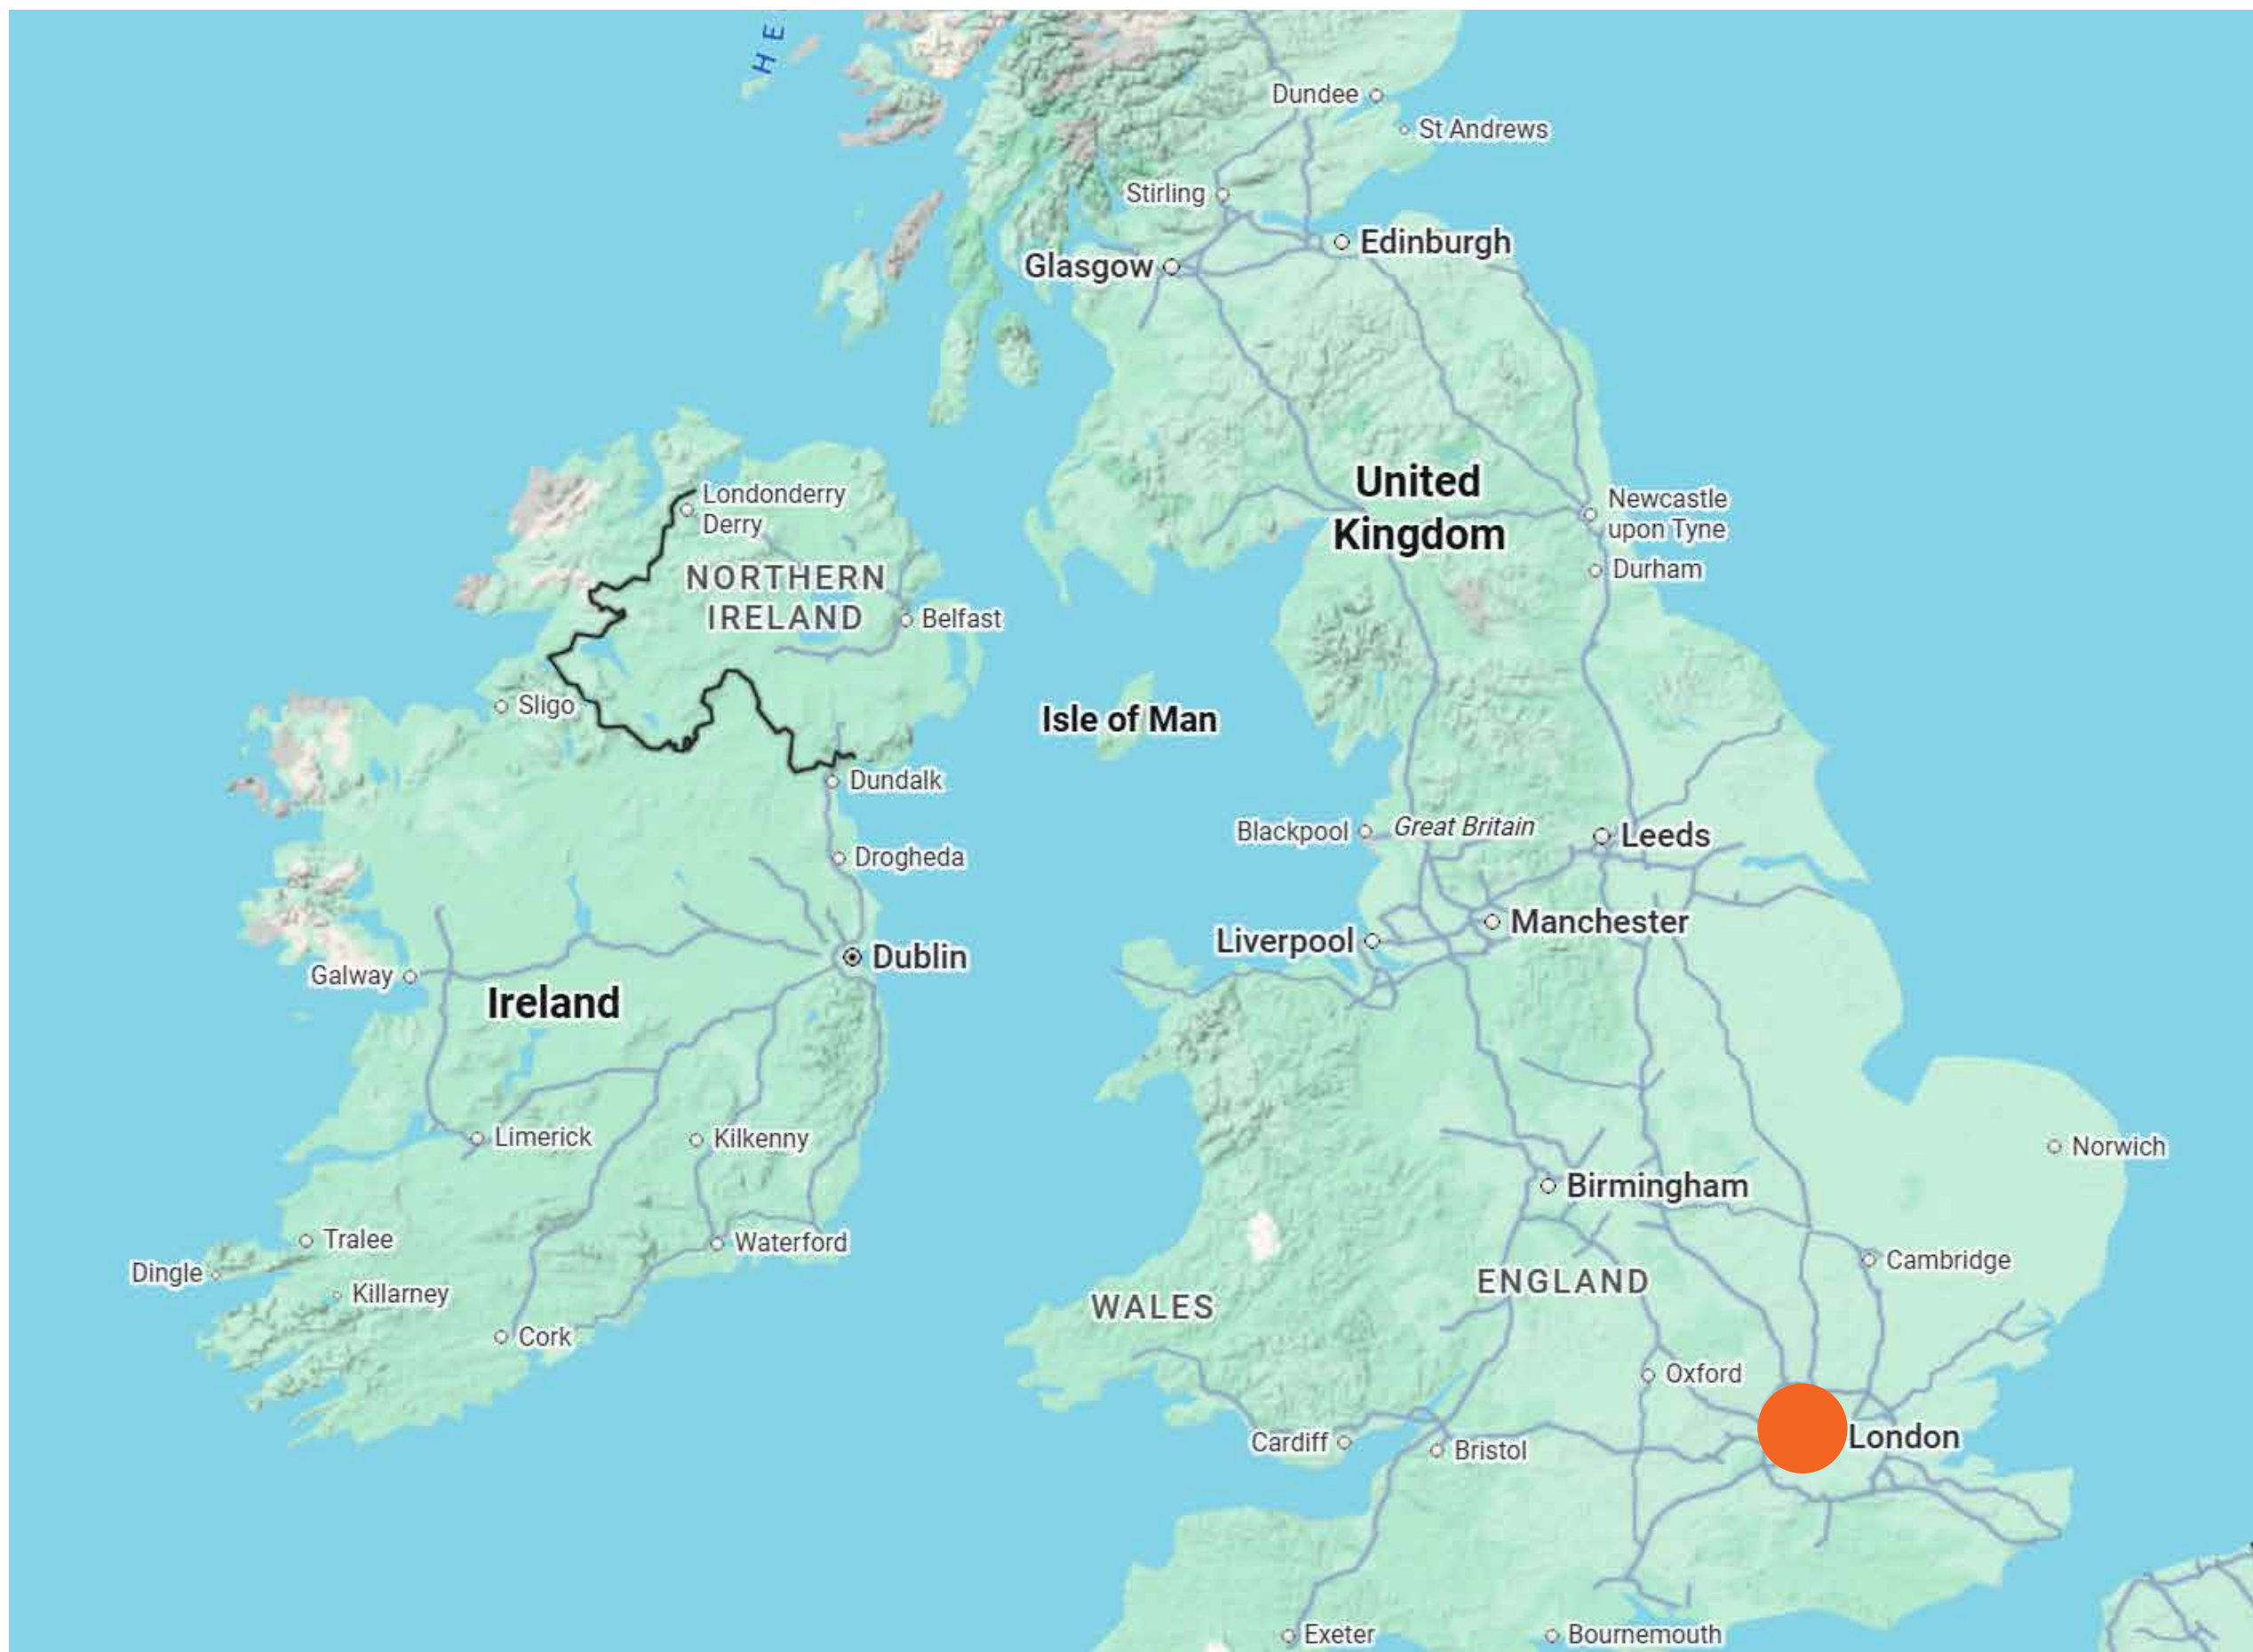 HE
Dundee
St Andrews
Stirling
Edinburgh
Glasgow
United
Kingdom
Londonderry
Derry
Newcastle
upon Tyne
Durham
NORTHERN
IRELAND
Belfast
Sligo
Isle of Man
Dundalk
Blackpool
Great Britain
Leeds
Drogheda
Manchester
Liverpool
Dublin
Galway
Ireland
Limerick
Kilkenny
Norwich
Birmingham
Tralee
Waterford
Dingle
Cambridge
Killarney
ENGLAND
WALES
Cork
Oxford
London
Cardiff
Bristol
Exeter
Bournemouth